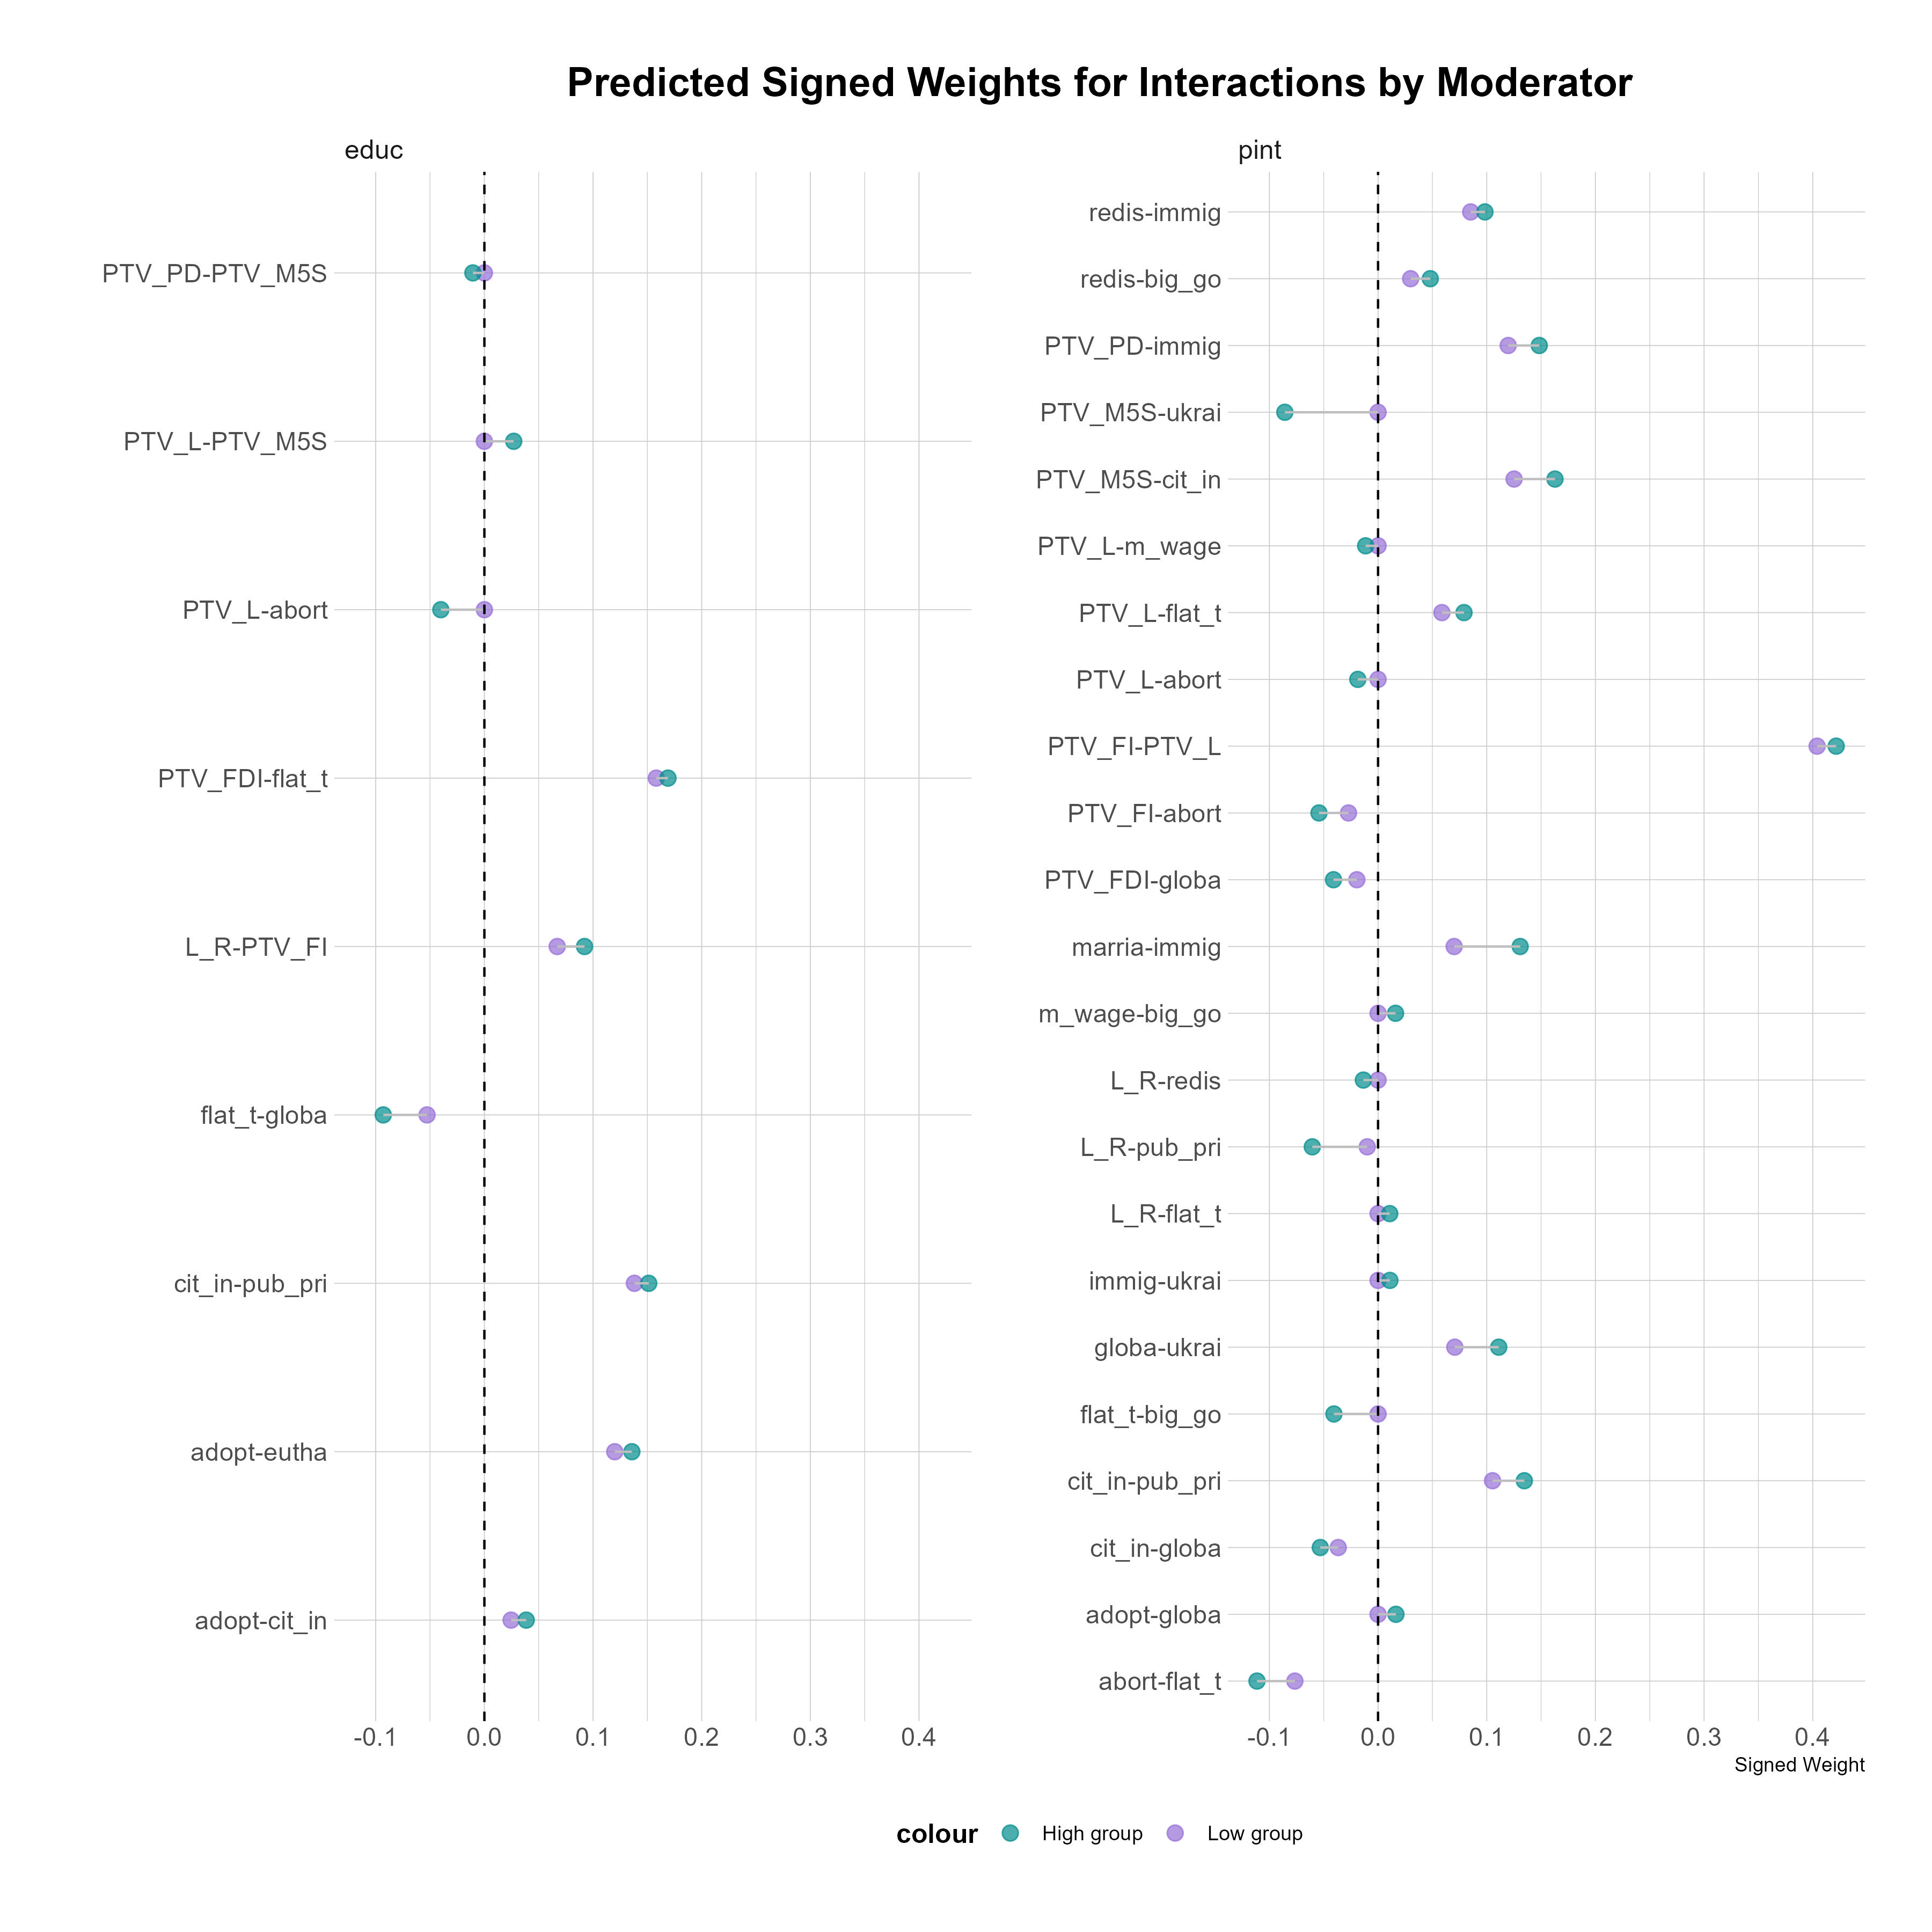 Predicted Signed Weights for Interactions by Moderator
educ
PTV_PD-PTV_M5S
PTV_L-PTV_M5S
PTV_L-abort
PTV_FDI-flat_t
L_R-PTV_FI
flat_t-globa
cit_in-pub_pri
adopt-eutha
adopt-cit_in
-0.1 0.0 0.1 0.2 0.3 0.4
pint
redis-immig
redis-big_go
PTV_PD-immig
PTV_M5S-ukrai
PTV_M5S-cit_in
PTV_L-m_wage
PTV_L-flat_t
PTV_L-abort
PTV_FI-PTV_L
PTV_FI-abort
PTV_FDI-globa
marria-immig
m_wage-big_go
L_R-redis
L_R-pub_pri
L_R-flat_t
immig-ukrai
globa-ukrai
flat_t-big_go
cit_in-pub_pri
cit_in-globa
adopt-globa
abort-flat_t
-0.1 0.0 0.1 0.2 0.3 0.4
Signed Weight
colour High group Low group